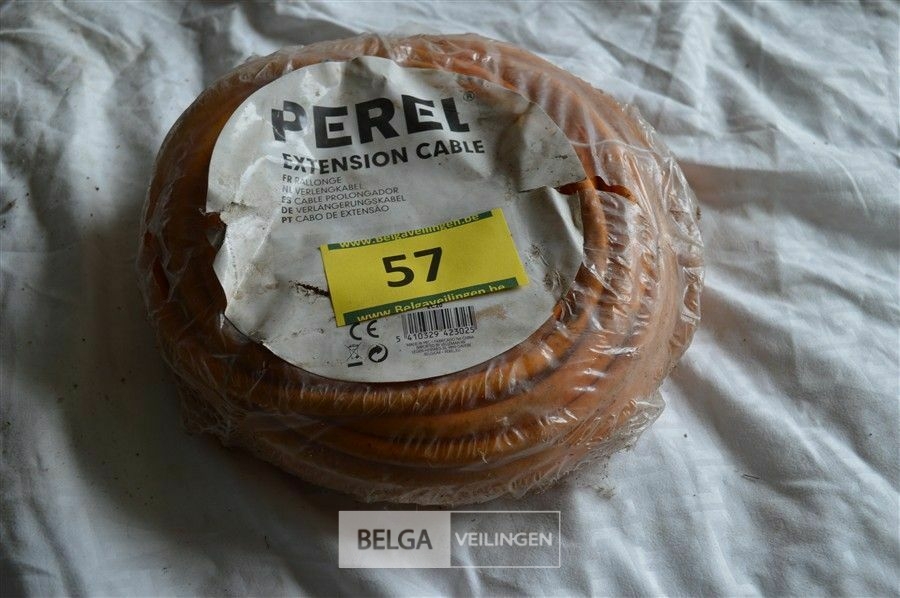 PEREL®
EXTENSION CABLE
FR RALLONGE
NL VERLENGKABEL
ES CABLE PROLONGADOR
DE VERLÄNGERUNGSKABEL
PT CABO DE EXTENSÃO
www.belgaveilingen.be
57
www.Belgaveilingen.be
CE
5 410329 423025
BELGA VEILINGEN